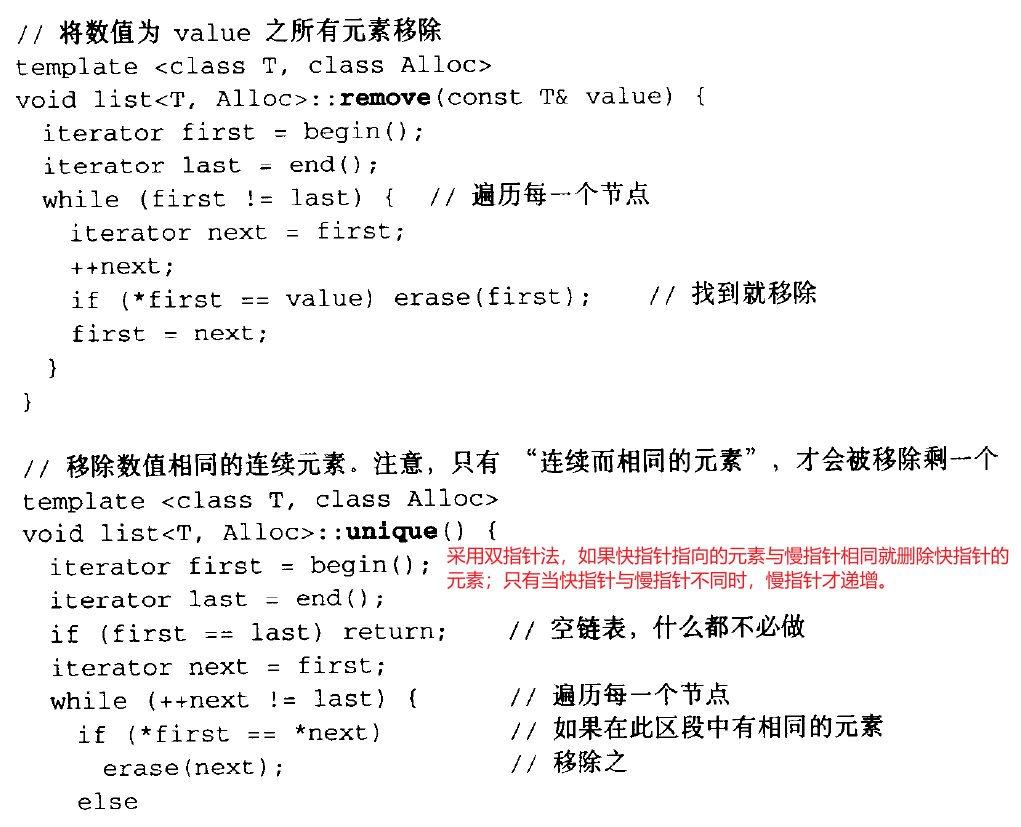 // 将数值为 value 之所有元素移除
template <class T, class Alloc>
void list<T, Alloc>::remove(const T& value) {
  iterator first = begin();
  iterator last = end();
  while (first != last) {  // 遍历每一个节点
    iterator next = first;
    ++next;
    if (*first == value) erase(first);    // 找到就移除
    first = next;
  }
}
// 移除数值相同的连续元素。注意，只有 “连续而相同的元素”，才会被移除剩一个
template <class T, class Alloc>
void list<T, Alloc>::unique() {
采用双指针法，如果快指针指向的元素与慢指针相同就删除快指针的
元素；只有当快指针与慢指针不同时，慢指针才递增。
  iterator first = begin();
  iterator last = end();
  if (first == last) return;    // 空链表，什么都不必做
  iterator next = first;
  while (++next != last) {      // 遍历每一个节点
    if (*first == *next)        // 如果在此区段中有相同的元素
      erase(next);              // 移除之
    else